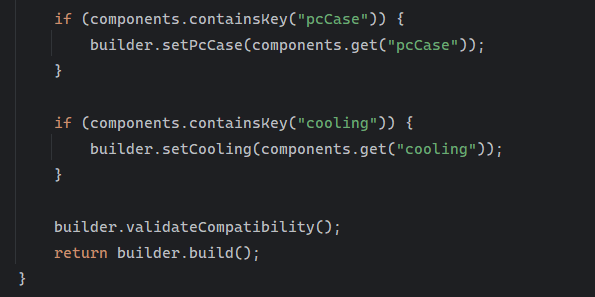 if (components.containsKey("pcCase")) {
builder.setPcCase(components.get("pcCase"));
}
if (components.containsKey("cooling")) {
builder.setCooling(components.get("cooling"));
}
builder.validateCompatibility();
return builder.build();
}